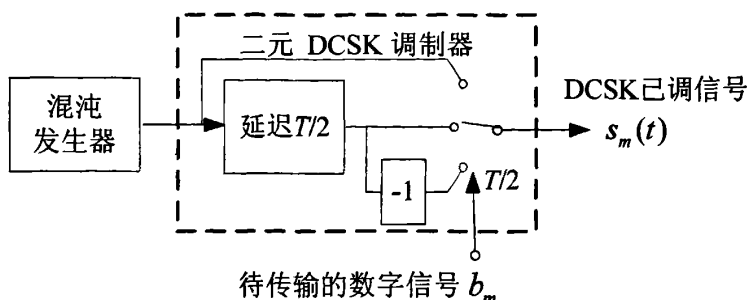 二元 DCSK 调制器
混沌
发生器
延迟T/2
-1
T/2
DCSK已调信号
s_m(t)
待传输的数字信号 b_m